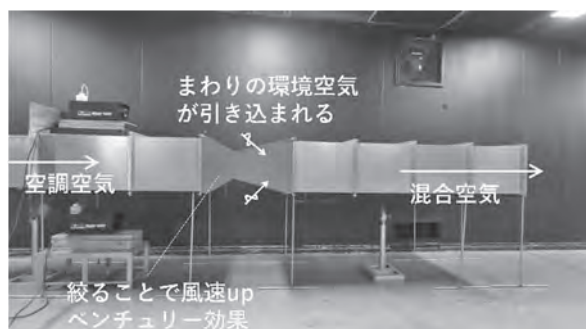 まわりの環境空気
が引き込まれる
空調空気
混合空気
絞ることで風速up
ベンチュリー効果